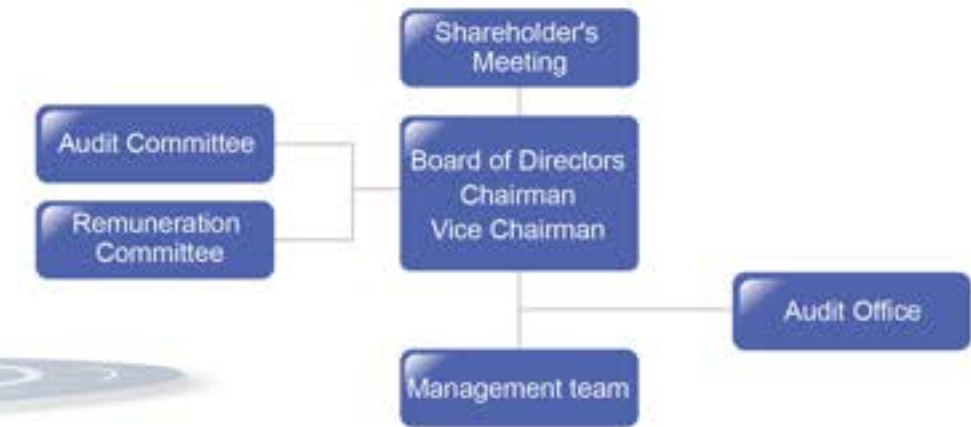 Shareholder's
Meeting
Audit Committee
Board of Directors
Chairman
Vice Chairman
Remuneration
Committee
Audit Office
Management team